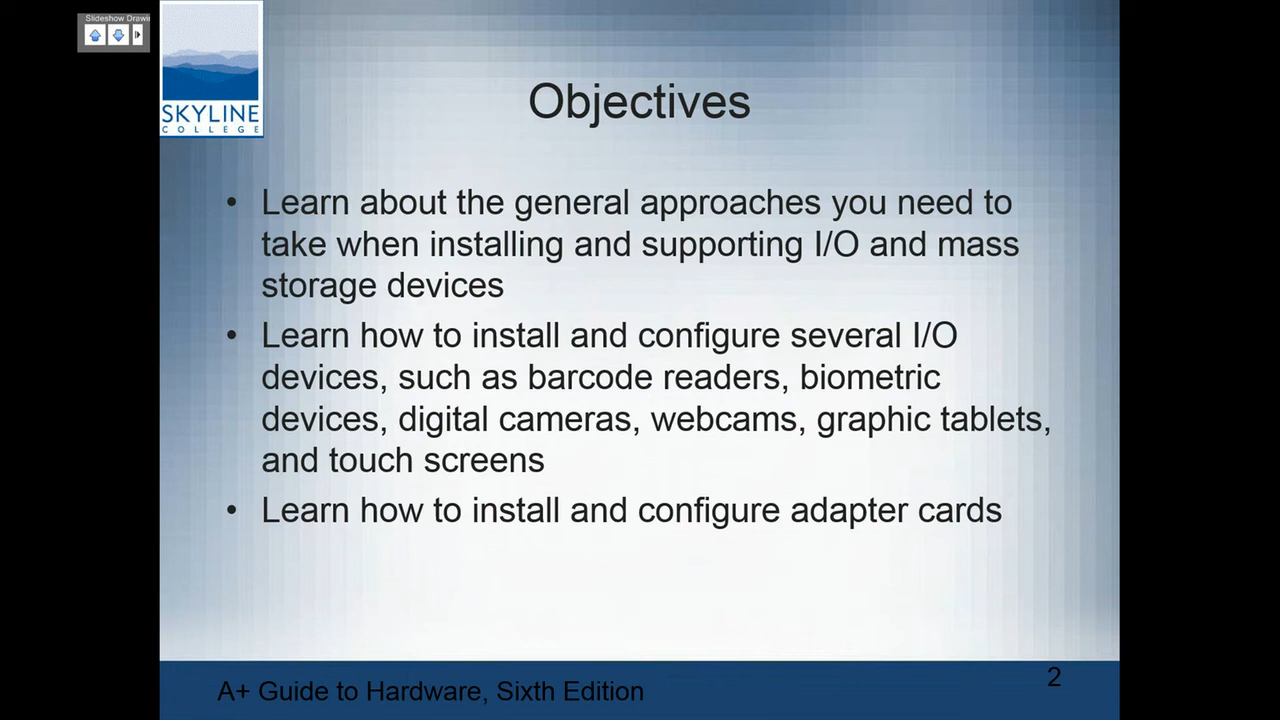 Slideshow Drawin
SKYLINE
COLLEGE
Objectives
• Learn about the general approaches you need to
take when installing and supporting I/O and mass
storage devices
• Learn how to install and configure several I/O
devices, such as barcode readers, biometric
devices, digital cameras, webcams, graphic tablets,
and touch screens
• Learn how to install and configure adapter cards
A+ Guide to Hardware, Sixth Edition
2